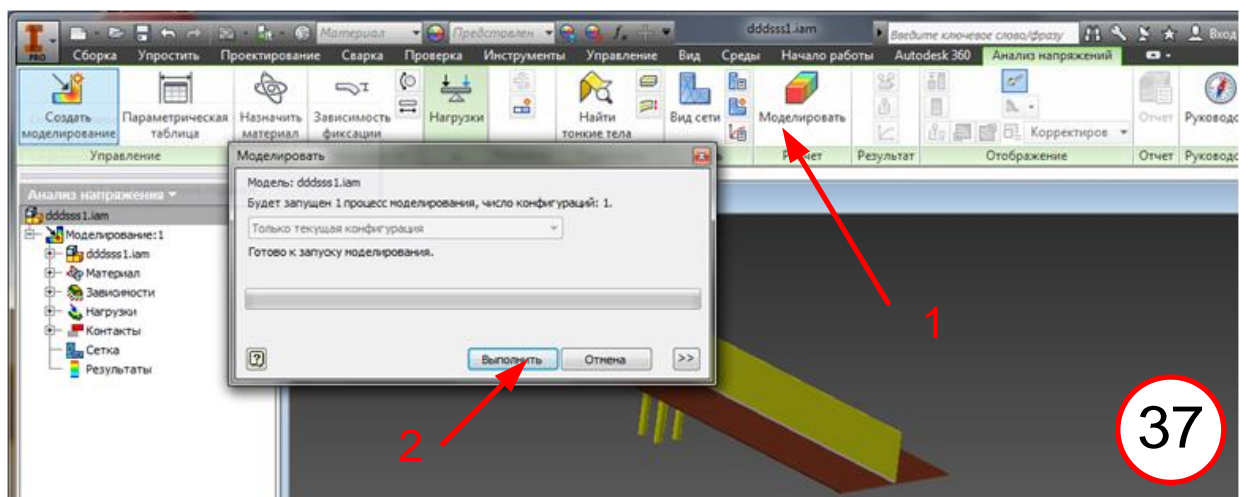 PRO
Материал
Представлен
dddsss1.iam
Введите ключевое слово/фразу
Вход
Сборка Упростить Проектирование Сварка Проверка Инструменты Управление Вид Среды Начало работы Autodesk 360 Анализ напряжений
Создать моделирование
Параметрическая таблица
Назначить материал
Зависимость фиксации
Нагрузки
Найти тонкие тела
Вид сети
Моделировать
Корректиров
Отчет
Руководс
Управление
Расчет
Результат
Отображение
Отчет
Руководс
Моделировать
Модель: dddsss1.iam
Будет запущен 1 процесс моделирования, число конфигураций: 1.
Только текущая конфигурация
Готово к запуску моделирования.
Выполнить
Отмена
>>
Анализ напряжения
dddsss1.iam
Моделирование:1
dddsss1.iam
Материал
Зависимости
Нагрузки
Контакты
Сетка
Результаты
1
2
37